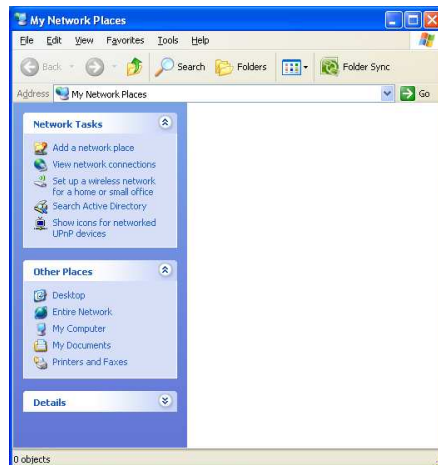 My Network Places
File Edit View Favorites Tools Help
Back Search Folders Folder Sync
Address My Network Places Go
Network Tasks
Add a network place
View network connections
Set up a wireless network
for a home or small office
Search Active Directory
Show icons for networked
UPnP devices
Other Places
Desktop
Entire Network
My Computer
My Documents
Printers and Faxes
Details
0 objects